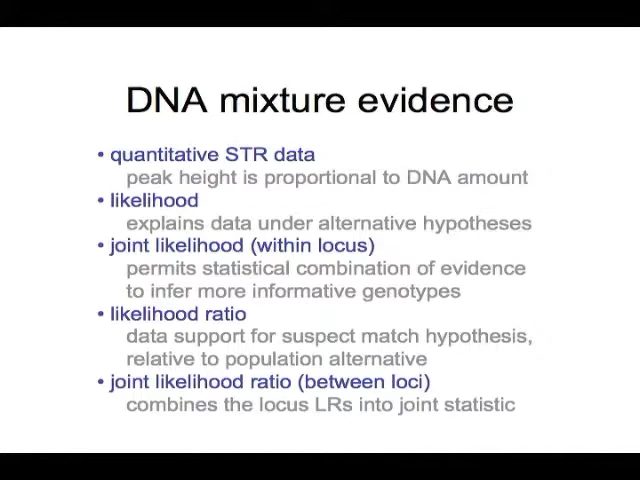 DNA mixture evidence
• quantitative STR data
peak height is proportional to DNA amount
• likelihood
explains data under alternative hypotheses
• joint likelihood (within locus)
permits statistical combination of evidence
to infer more informative genotypes
• likelihood ratio
data support for suspect match hypothesis,
relative to population alternative
• joint likelihood ratio (between loci)
combines the locus LRs into joint statistic